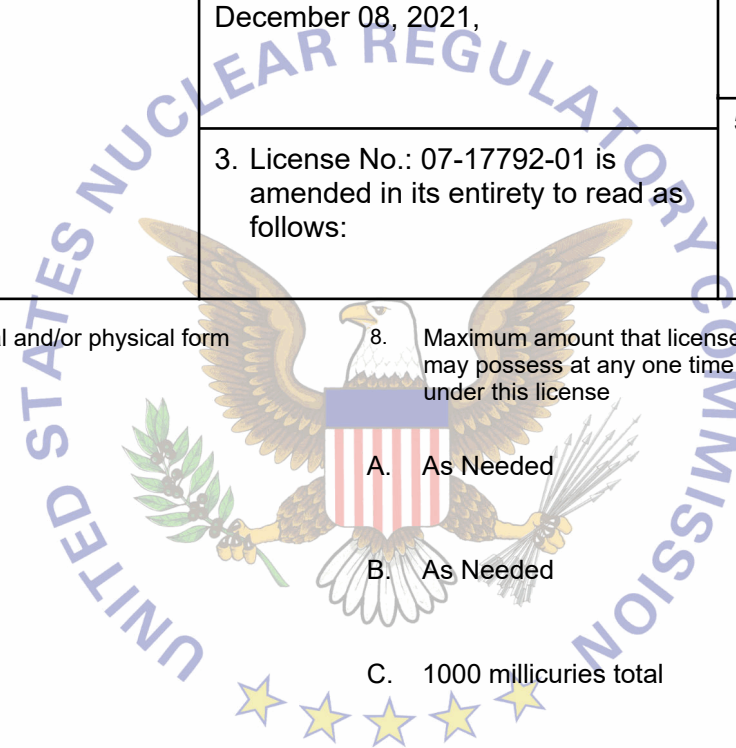 December 08, 2021,
3. License No.: 07-17792-01 is
amended in its entirety to read as
follows:
and/or physical form
8. Maximum amount that
may possess at any one time
under this license
A. As Needed
B. As Needed
C. 1000 millicuries total
UNITED STATES NUCLEAR REGULATORY COMMISSION